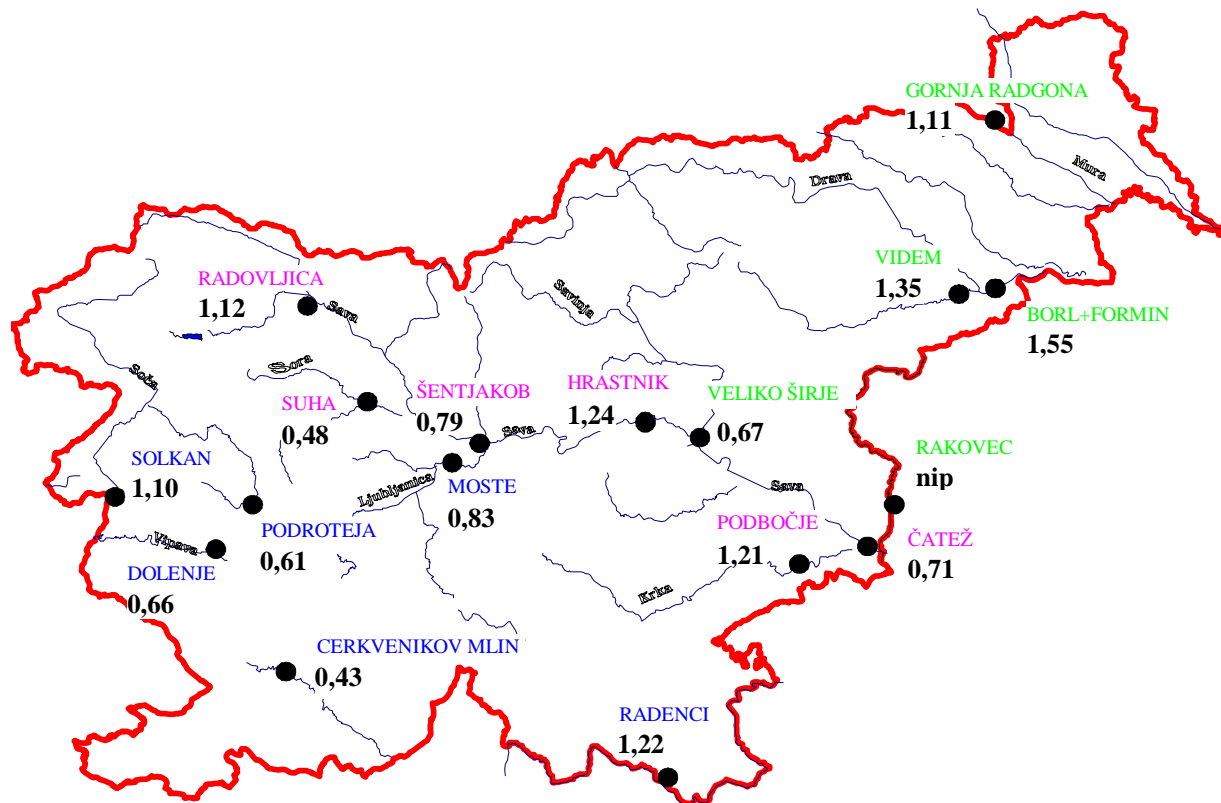 GORNJA RADGONA
1,11
Mura
Drava
VIDEM
1,35
BORL+FORMIN
1,55
RADOVLJICA
1,12
Sava
Savinja
Soča
Sora
SUHA
0,48
ŠENTJAKOB
0,79
Sava
HRASTNIK
1,24
VELIKO ŠIRJE
0,67
SOLKAN
1,10
Ljubljanica
MOSTE
0,83
Sava
RAKOVEC
nip
PODROTEJA
0,61
Vipava
DOLENJE
0,66
PODBOČJE
1,21
ČATEŽ
0,71
Krka
CERKVENIKOV MLIN
0,43
RADENCI
1,22